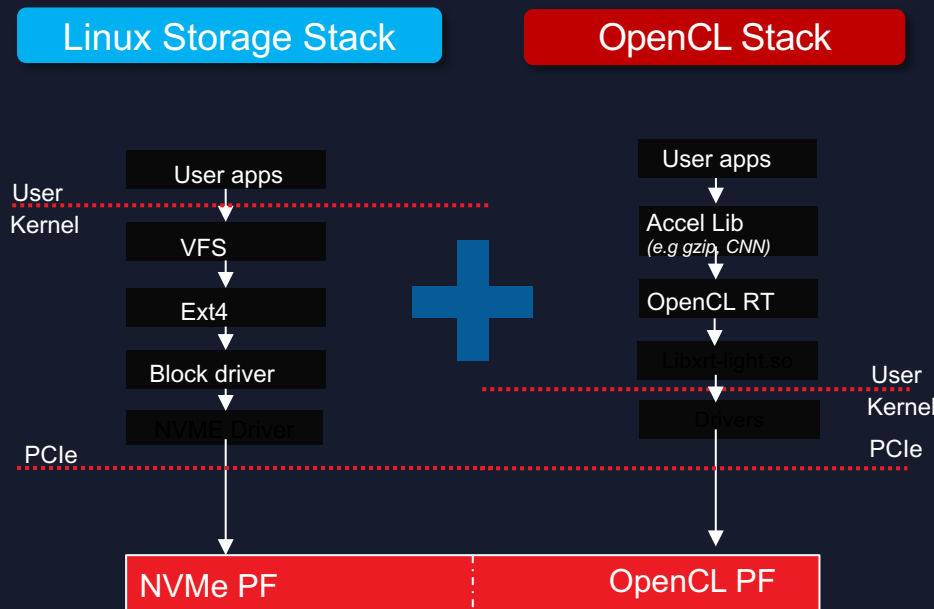 Linux Storage Stack
OpenCL Stack
User apps
User
Kernel
VFS
Ext4
Block driver
NVME Driver
PCIe
User apps
Accel Lib
(e.g gzip, CNN)
OpenCL RT
Libxrt-light.so
User
Kernel
Drivers
PCIe
NVMe PF
OpenCL PF